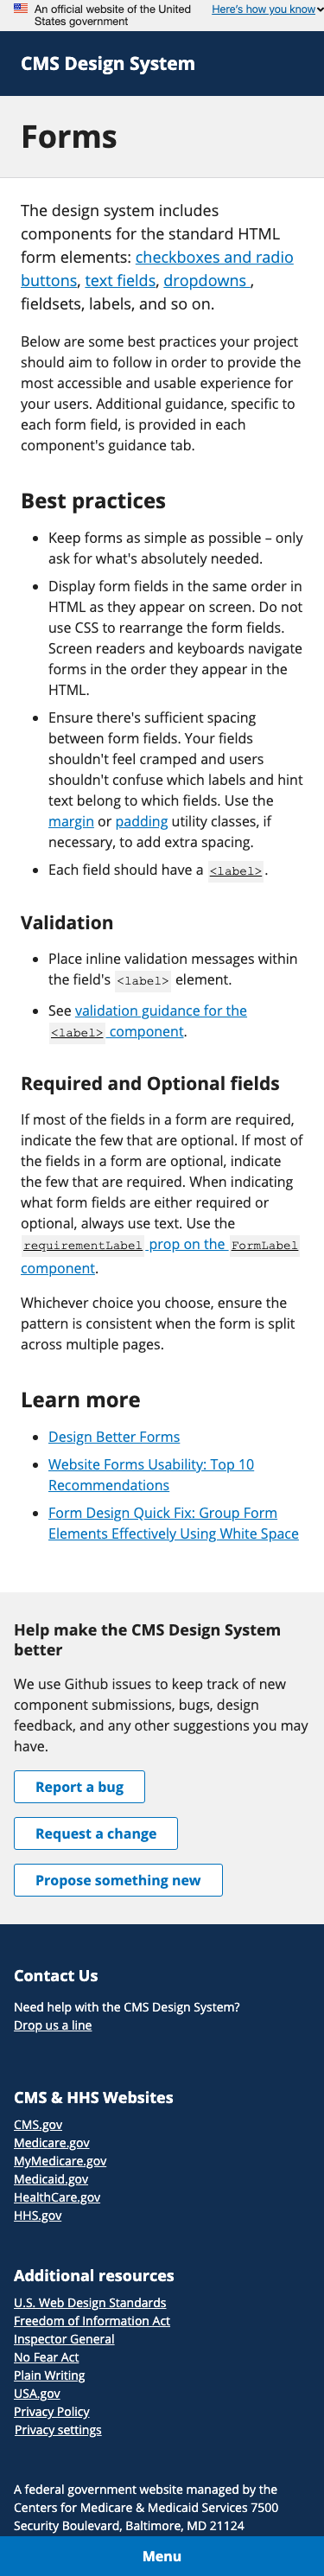 An official website of the United
States government
Here's how you know
CMS Design System
Forms
The design system includes
components for the standard HTML
form elements: checkboxes and radio
buttons, text fields, dropdowns ,
fieldsets, labels, and so on.
Below are some best practices your project
should aim to follow in order to provide the
most accessible and usable experience for
your users. Additional guidance, specific to
each form field, is provided in each
component's guidance tab.
Best practices
Keep forms as simple as possible – only
ask for what's absolutely needed.
Display form fields in the same order in
HTML as they appear on screen. Do not
use CSS to rearrange the form fields.
Screen readers and keyboards navigate
forms in the order they appear in the
HTML.
Ensure there's sufficient spacing
between form fields. Your fields
shouldn't feel cramped and users
shouldn't confuse which labels and hint
text belong to which fields. Use the
margin or padding utility classes, if
necessary, to add extra spacing.
Each field should have a <label>.
Validation
Place inline validation messages within
the field's <label> element.
See validation guidance for the
<label> component.
Required and Optional fields
If most of the fields in a form are required,
indicate the few that are optional. If most of
the fields in a form are optional, indicate
the few that are required. When indicating
what form fields are either required or
optional, always use text. Use the
requirementLabel prop on the FormLabel
component.
Whichever option you choose, ensure the
pattern is consistent when the form is split
across multiple pages.
Learn more
Design Better Forms
Website Forms Usability: Top 10
Recommendations
Form Design Quick Fix: Group Form
Elements Effectively Using White Space
Help make the CMS Design System
better
We use Github issues to keep track of new
component submissions, bugs, design
feedback, and any other suggestions you may
have.
Report a bug
Request a change
Propose something new
Contact Us
Need help with the CMS Design System?
Drop us a line
CMS & HHS Websites
CMS.gov
Medicare.gov
MyMedicare.gov
Medicaid.gov
HealthCare.gov
HHS.gov
Additional resources
U.S. Web Design Standards
Freedom of Information Act
Inspector General
No Fear Act
Plain Writing
USA.gov
Privacy Policy
Privacy settings
A federal government website managed by the
Centers for Medicare & Medicaid Services 7500
Security Boulevard, Baltimore, MD 21124
Menu